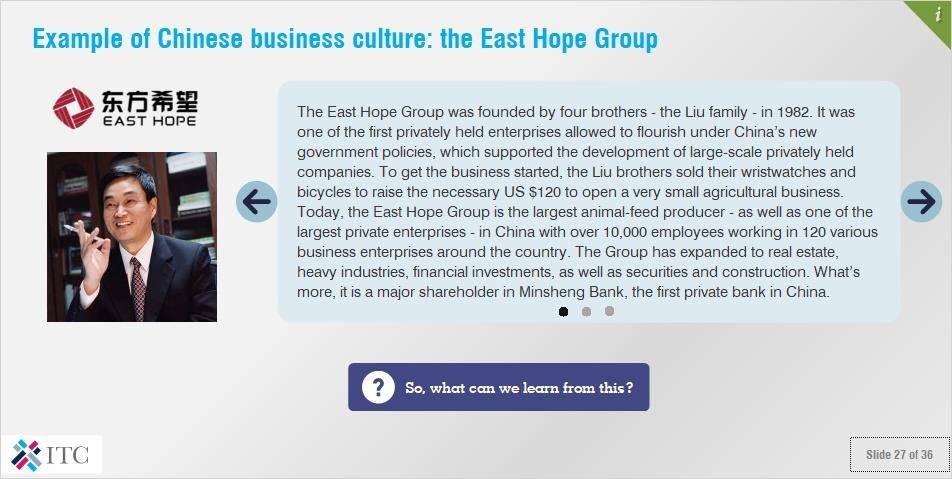 i
Example of Chinese business culture: the East Hope Group
东方希望
EAST HOPE
The East Hope Group was founded by four brothers - the Liu family - in 1982. It was
one of the first privately held enterprises allowed to flourish under China's new
government policies, which supported the development of large-scale privately held
companies. To get the business started, the Liu brothers sold their wristwatches and
bicycles to raise the necessary US $120 to open a very small agricultural business.
Today, the East Hope Group is the largest animal-feed producer - as well as one of the
largest private enterprises - in China with over 10,000 employees working in 120 various
business enterprises around the country. The Group has expanded to real estate,
heavy industries, financial investments, as well as securities and construction. What's
more, it is a major shareholder in Minsheng Bank, the first private bank in China.
? So, what can we learn from this?
ITC
Slide 27 of 36